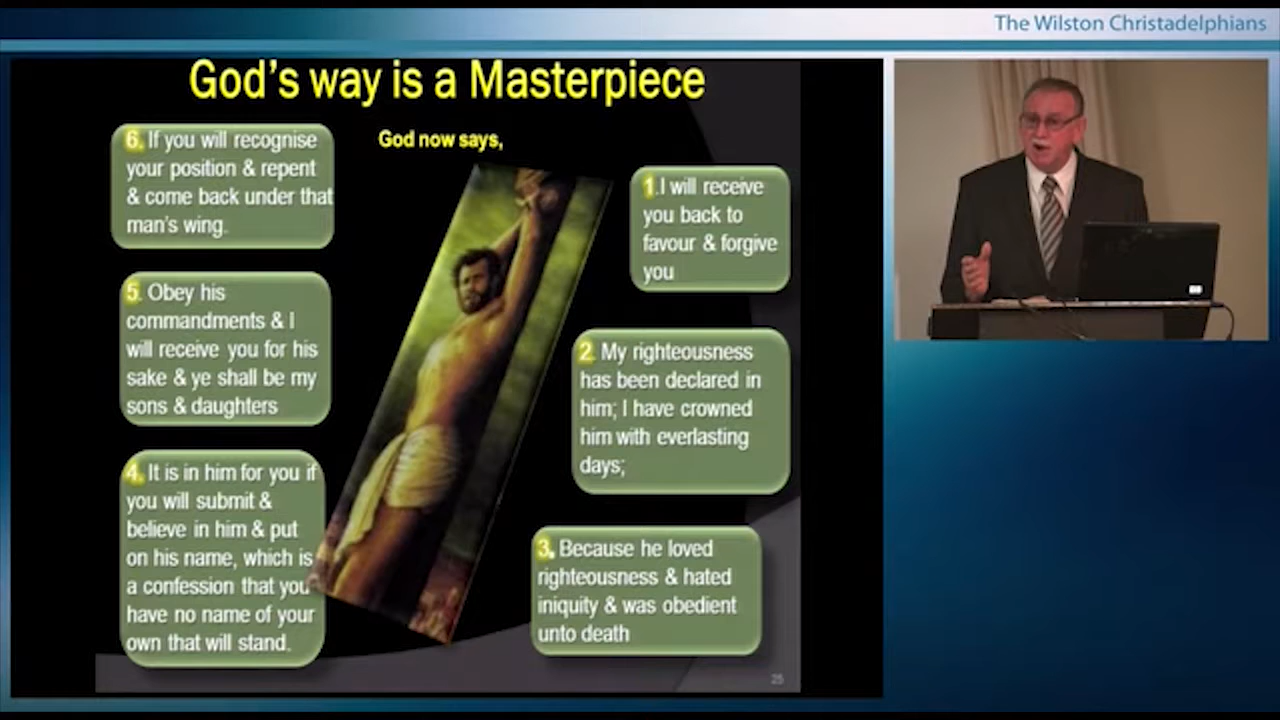 The Wilston Christadelphians
God's way is a Masterpiece
God now says,
1.I will receive
you back to
favour & forgive
you
2. My righteousness
has been declared in
him; I have crowned
him with everlasting
days;
3. Because he loved
righteousness & hated
iniquity & was obedient
unto death
4. It is in him for you if
you will submit &
believe in him & put
on his name, which is
a confession that you
have no name of your
own that will stand.
5. Obey his
commandments & I
will receive you for his
sake & ye shall be my
sons & daughters
6. If you will recognise
your position & repent
& come back under that
man's wing.
25